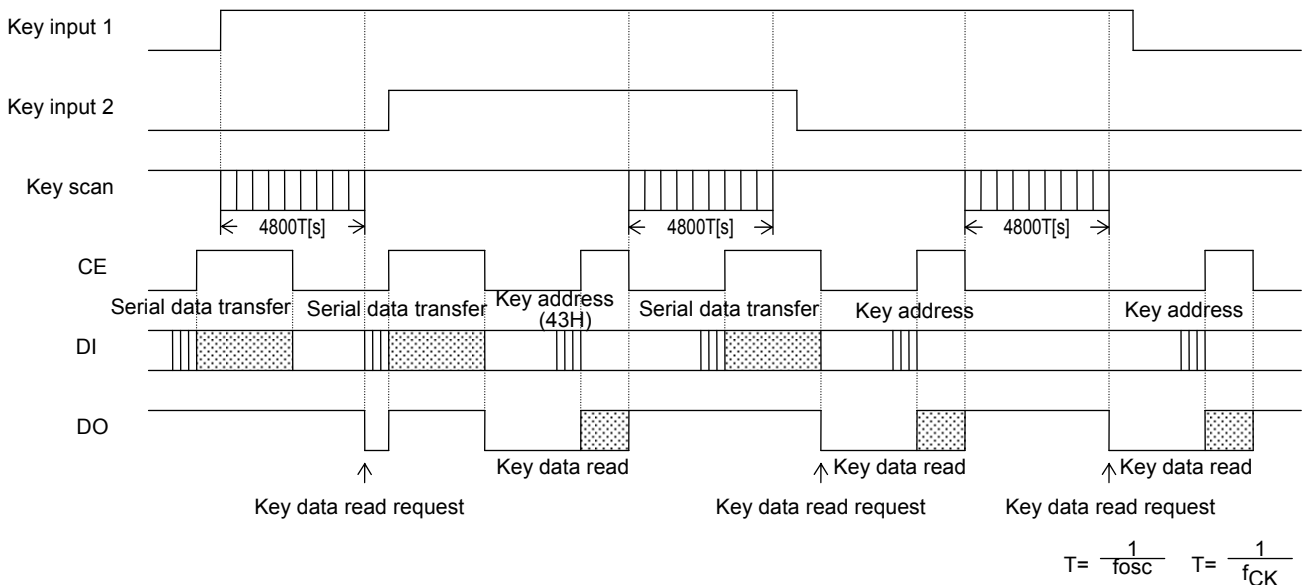 Key input 1
Key input 2
Key scan
4800T[s] 4800T[s] 4800T[s]
CE
Serial data transfer Serial data transfer Key address (43H) Serial data transfer Key address Key address
DI
DO
Key data read Key data read Key data read
Key data read request Key data read request Key data read request
T= 1/fosc T= 1/fCK